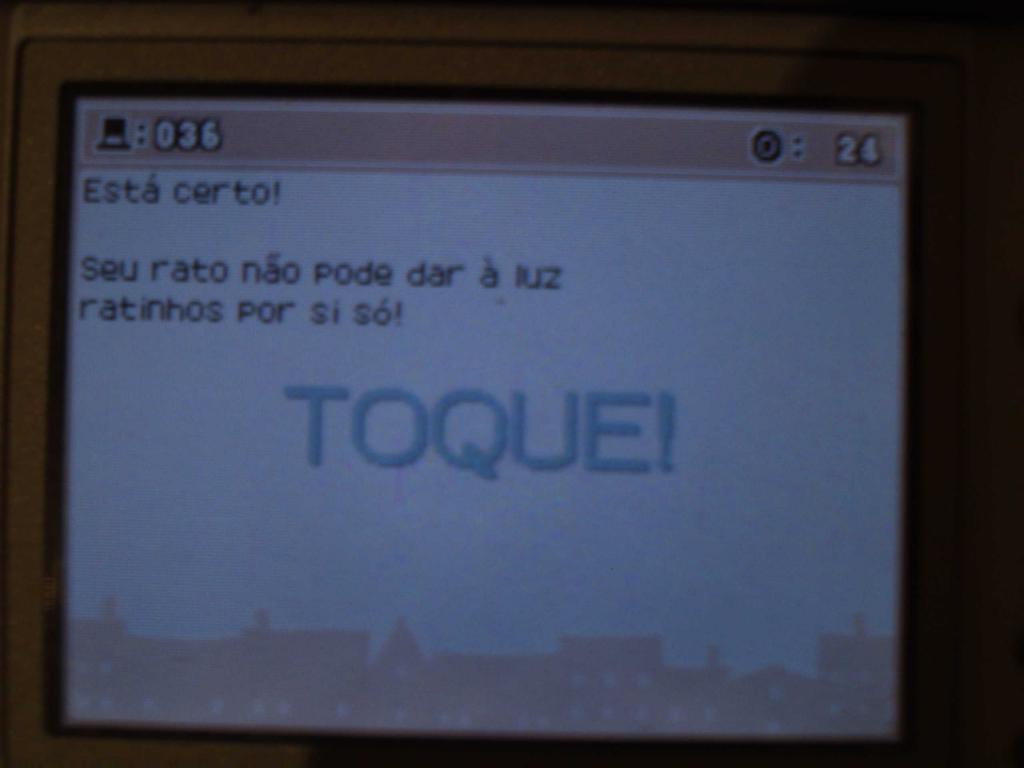 :036
: 24
Está certo!
Seu rato não pode dar à luz
ratinhos por si só!
TOQUE!